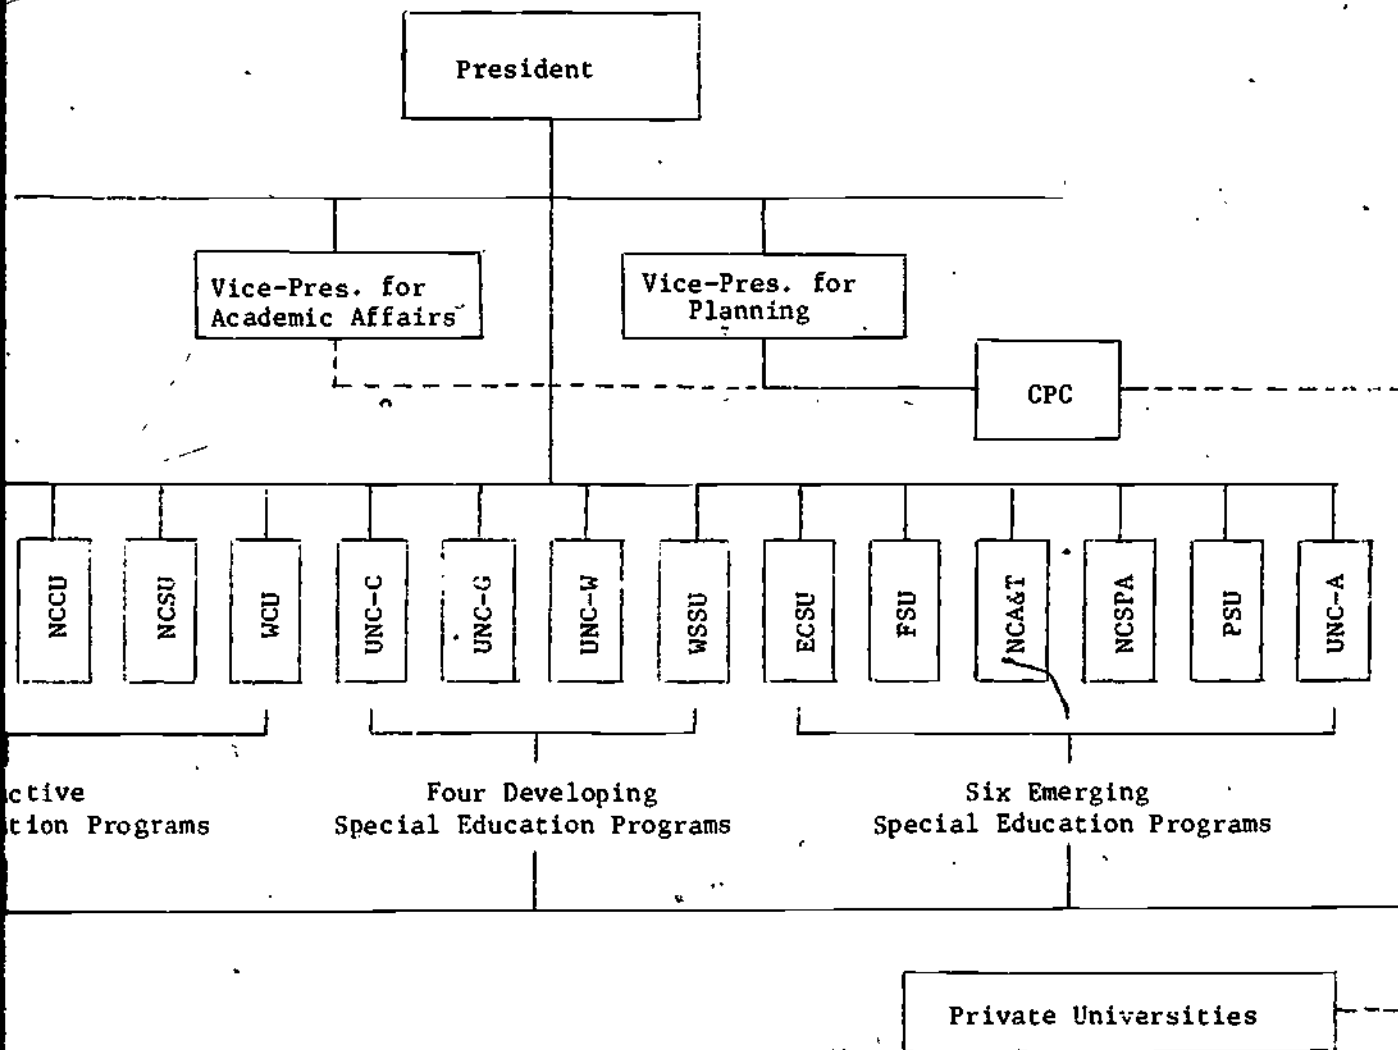 President
Vice-Pres. for
Academic Affairs
Vice-Pres. for
Planning
CPC
NCCU
NCSU
WCU
UNC-C
UNC-G
UNC-W
WSSU
ECSU
FSU
NCA&T
NCSPA
PSU
UNC-A
ctive
tion Programs
Four Developing
Special Education Programs
Six Emerging
Special Education Programs
Private Universities